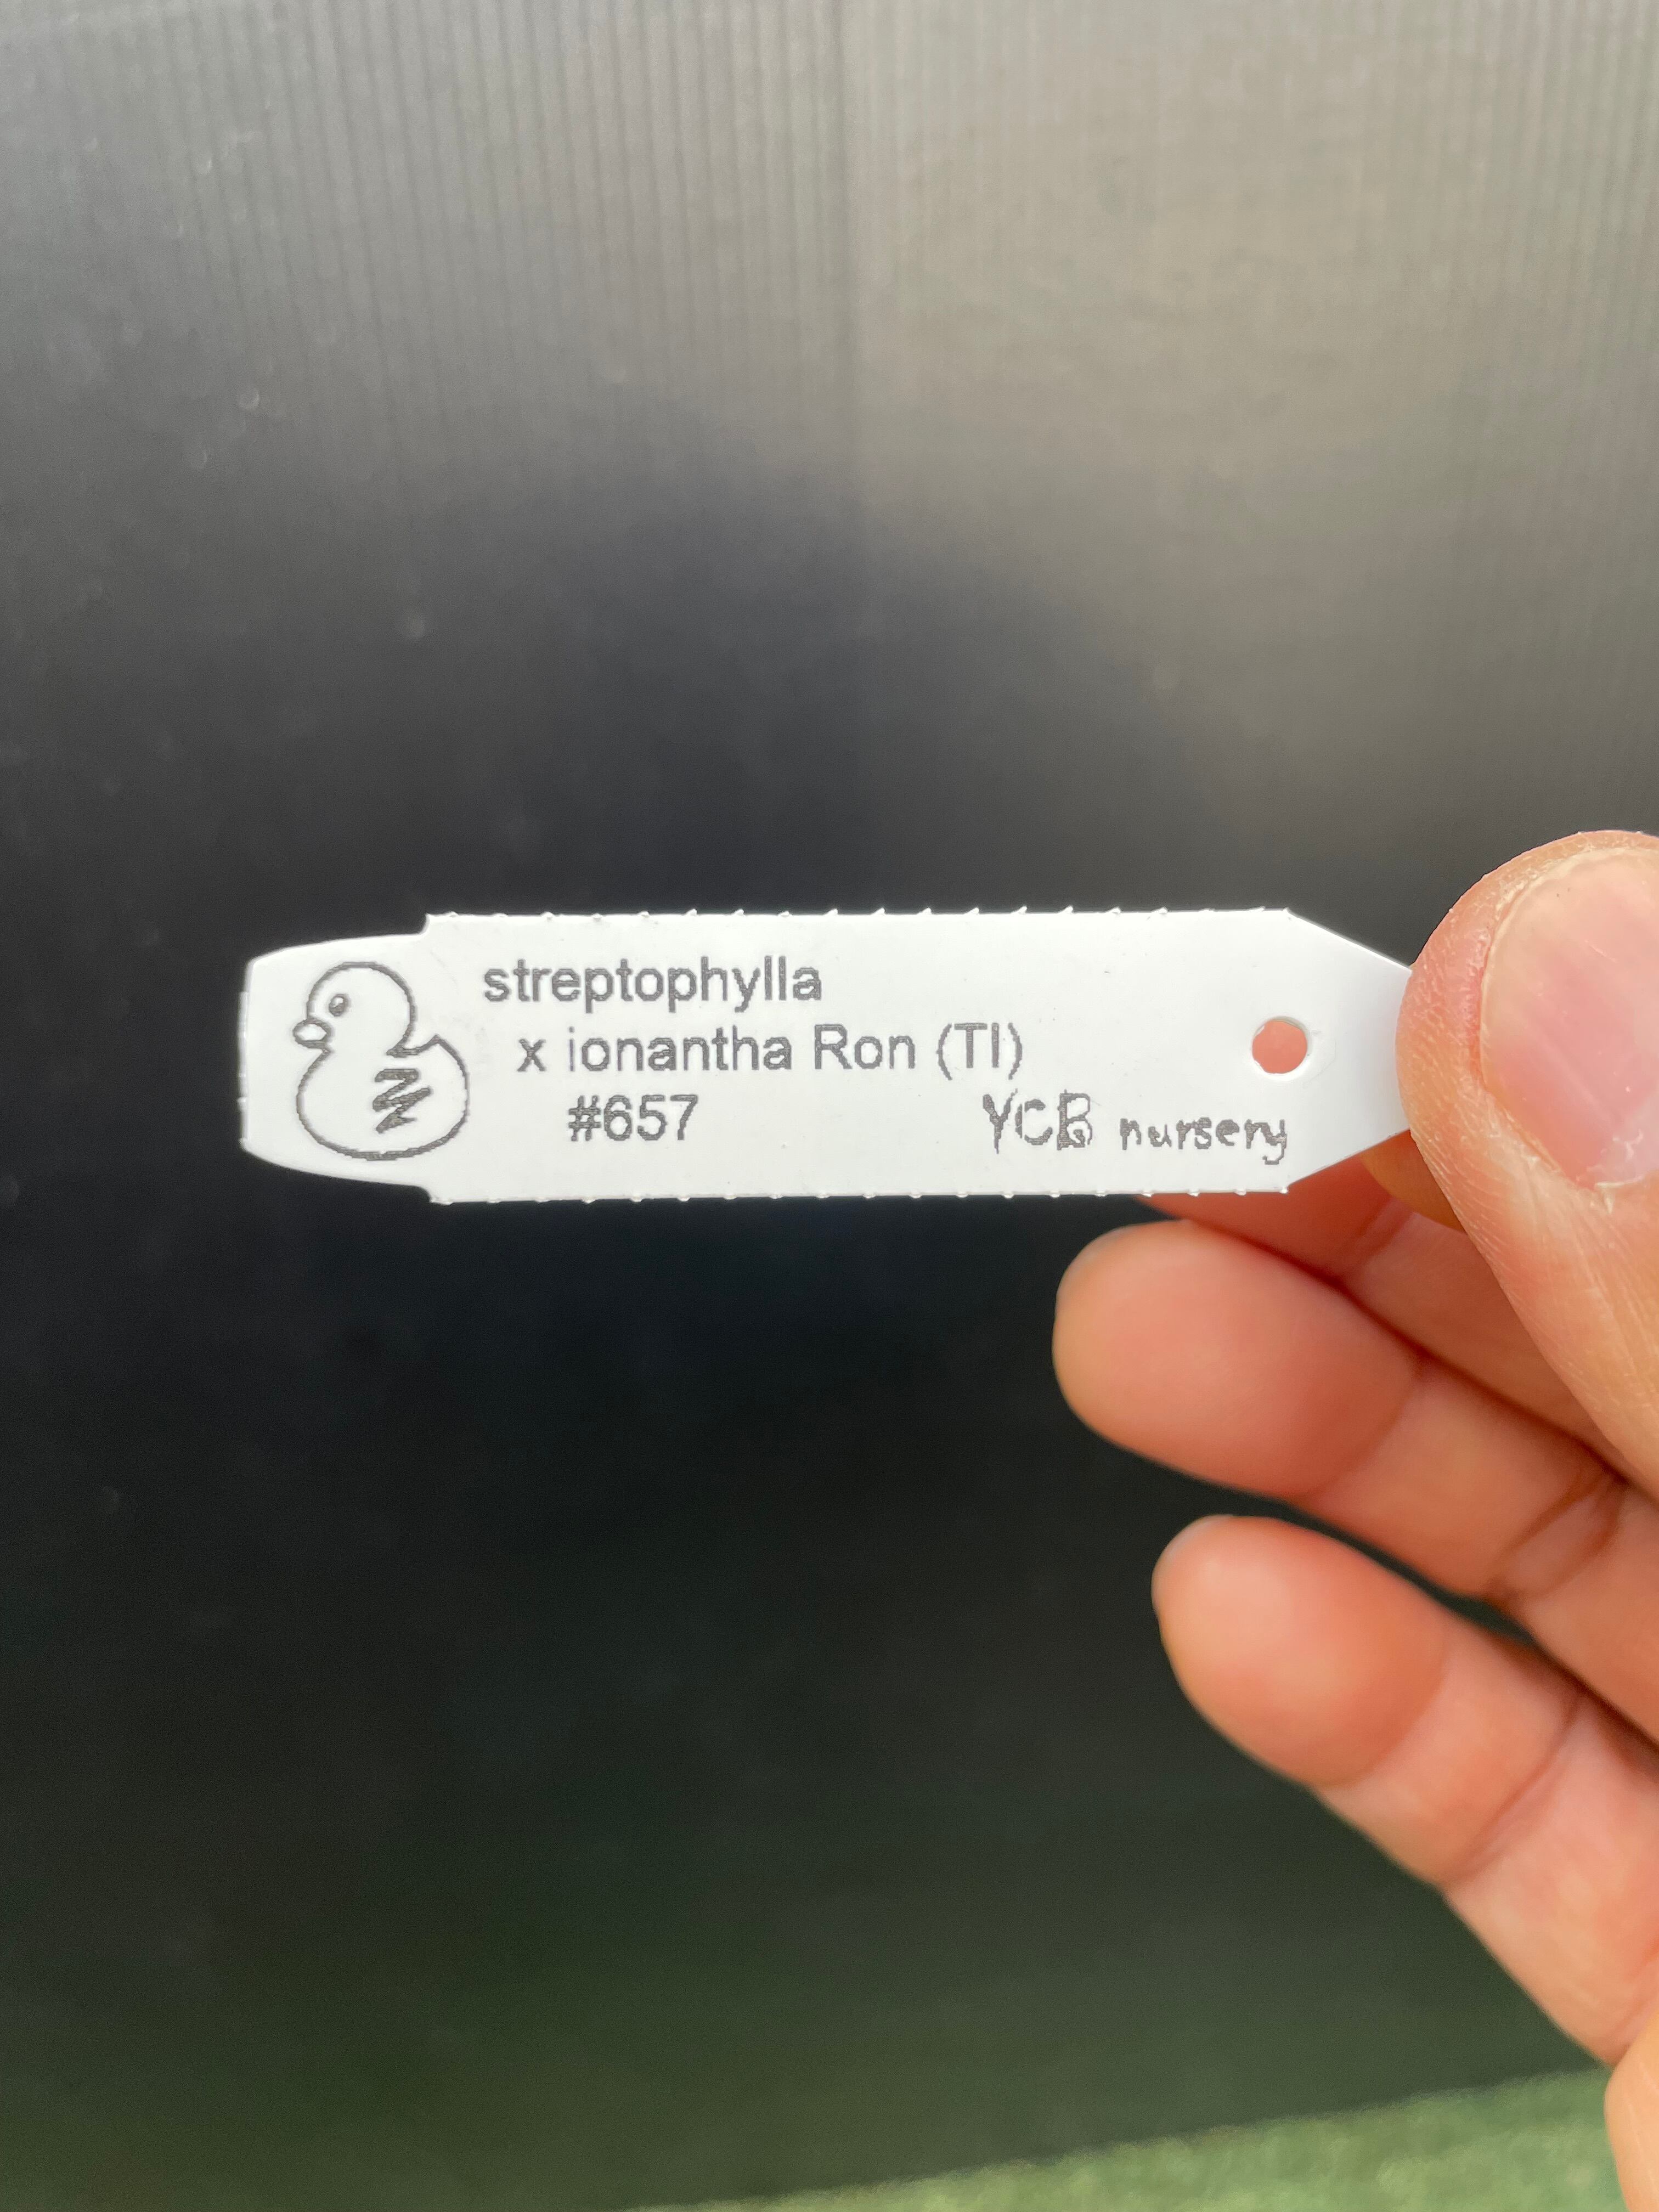 streptophylla
x ionantha Ron (TI)
#657
YCB nursery